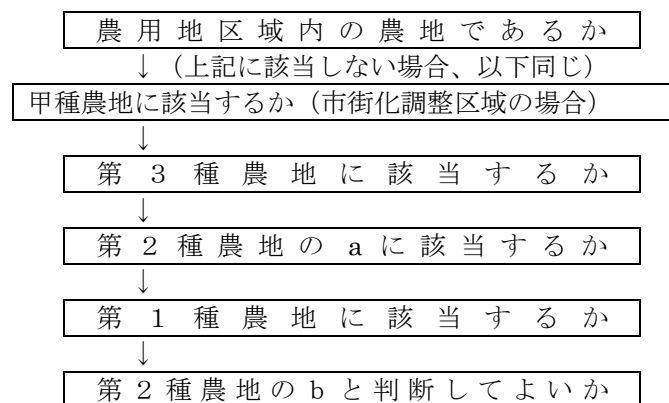 農用地区域内の農地であるか
↓（上記に該当しない場合、以下同じ）
甲種農地に該当するか（市街化調整区域の場合）
↓
第３種農地に該当するか
↓
第２種農地のａに該当するか
↓
第１種農地に該当するか
↓
第２種農地のｂと判断してよいか